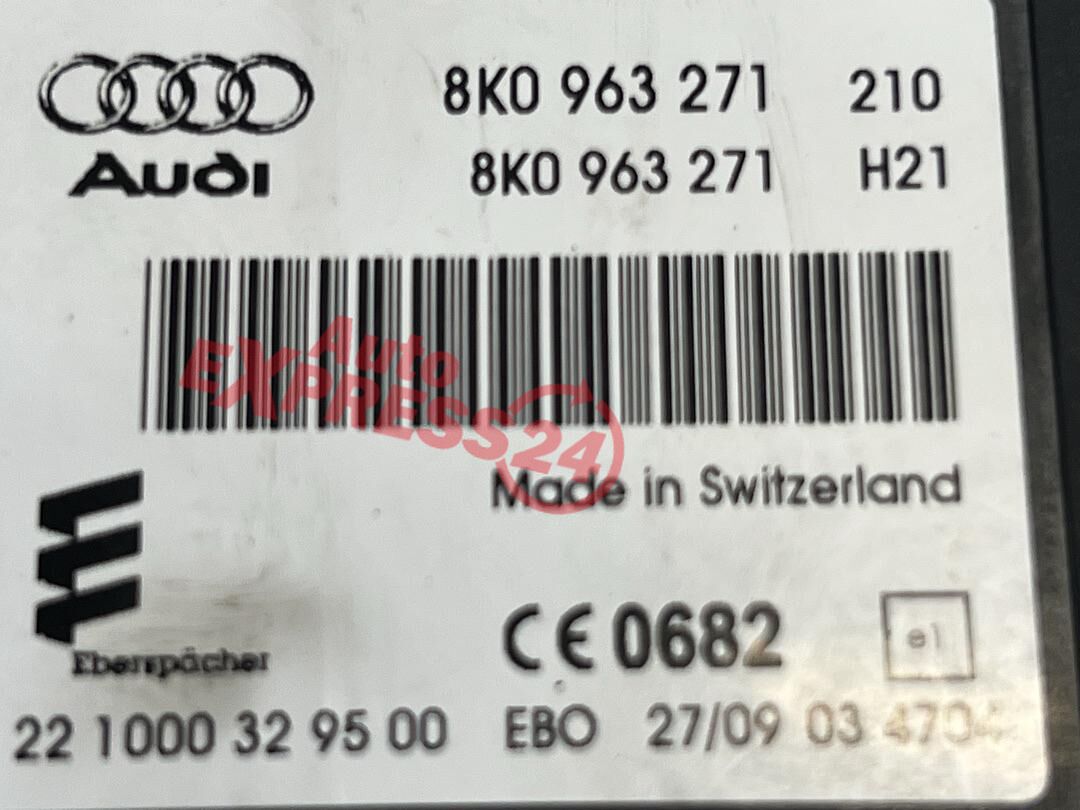 8K0 963 271 210
Audi
8K0 963 271 H21
Auto
EXPRESS24
Made in Switzerland
Eberspächer
CE 0682
e1
22 1000 32 95 00 EBO 27/09 03